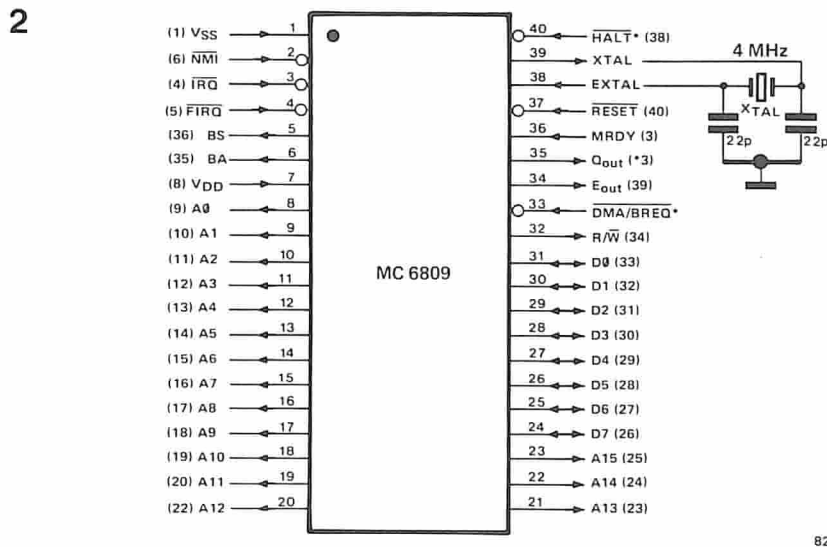 2
(1) VSS 1
(6) NMI 2
(4) IRQ 3
(5) FIRQ 4
(36) BS 5
(35) BA 6
(8) VDD 7
(9) A0 8
(10) A1 9
(11) A2 10
(12) A3 11
(13) A4 12
(14) A5 13
(15) A6 14
(16) A7 15
(17) A8 16
(18) A9 17
(19) A10 18
(20) A11 19
(22) A12 20
MC 6809
40 HALT* (38)
39 XTAL
38 EXTAL
37 RESET (40)
36 MRDY (3)
35 Qout (*3)
34 Eout (39)
33 DMA/BREQ*
32 R/W (34)
31 D0 (33)
30 D1 (32)
29 D2 (31)
28 D3 (30)
27 D4 (29)
26 D5 (28)
25 D6 (27)
24 D7 (26)
23 A15 (25)
22 A14 (24)
21 A13 (23)
4 MHz
XTAL
22p
22p
82